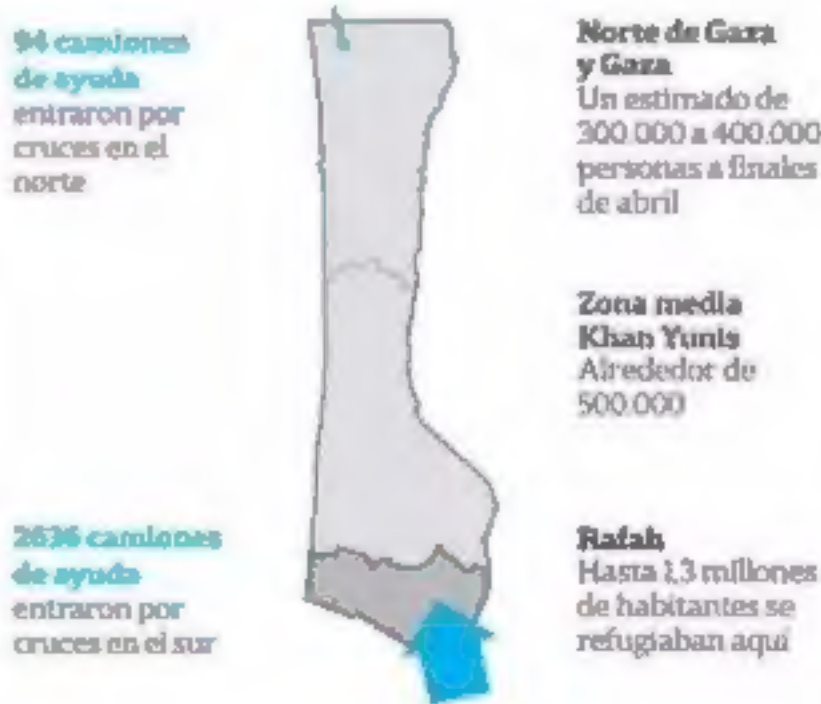 94 camiones
de ayuda
entraron por
cruces en el
norte
Norte de Gaza
y Gaza
Un estimado de
300.000 a 400.000
personas a finales
de abril
Zona media
Khan Yunis
Alrededor de
500.000
2636 camiones
de ayuda
entraron por
cruces en el sur
Rafah
Hasta 1.3 millones
de habitantes se
refugiaban aquí